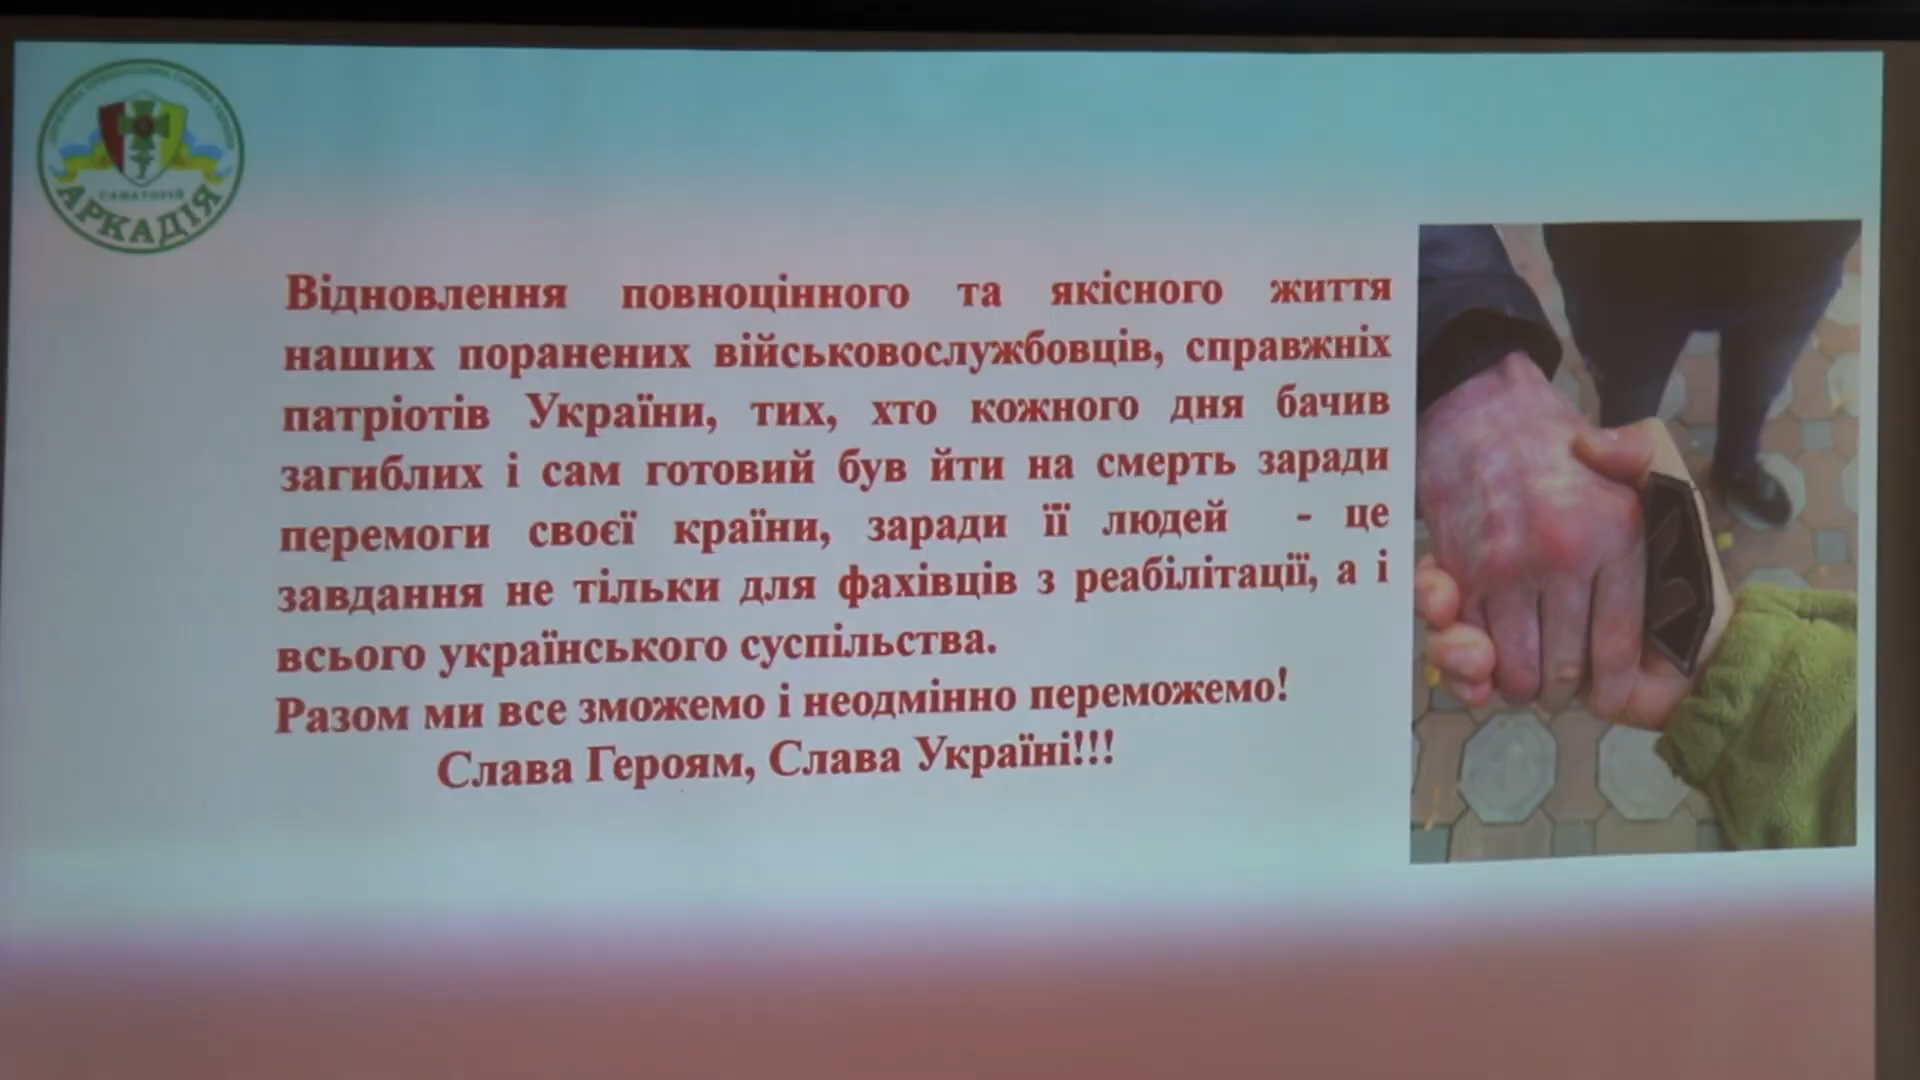 САНАТОРІЙ
АРКАДІЯ
Відновлення повноцінного та якісного життя
наших поранених військовослужбовців, справжніх
патріотів України, тих, хто кожного дня бачив
загиблих і сам готовий був йти на смерть заради
перемоги своєї країни, заради її людей - це
завдання не тільки для фахівців з реабілітації, а і
всього українського суспільства.
Разом ми все зможемо і неодмінно переможемо!
Слава Героям, Слава Україні!!!